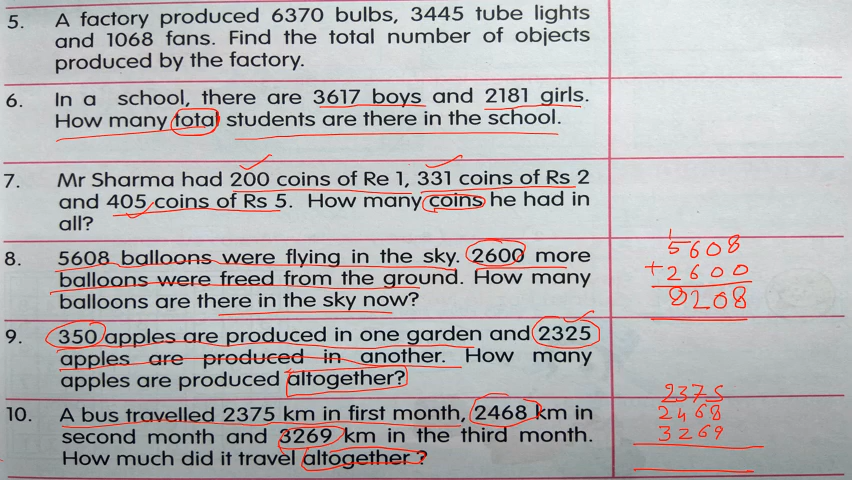 5. A factory produced 6370 bulbs, 3445 tube lights
and 1068 fans. Find the total number of objects
produced by the factory.
6. In a school, there are 3617 boys and 2181 girls.
How many total students are there in the school.
7. Mr Sharma had 200 coins of Re 1, 331 coins of Rs 2
and 405 coins of Rs 5. How many coins he had in
all?
8. 5608 balloons were flying in the sky. 2600 more
balloons were freed from the ground. How many
balloons are there in the sky now?
1
5608
+2600
8208
9. 350 apples are produced in one garden and 2325
apples are produced in another. How many
apples are produced altogether?
10. A bus travelled 2375 km in first month, 2468 km in
second month and 3269 km in the third month.
How much did it travel altogether ?
2375
2468
3269